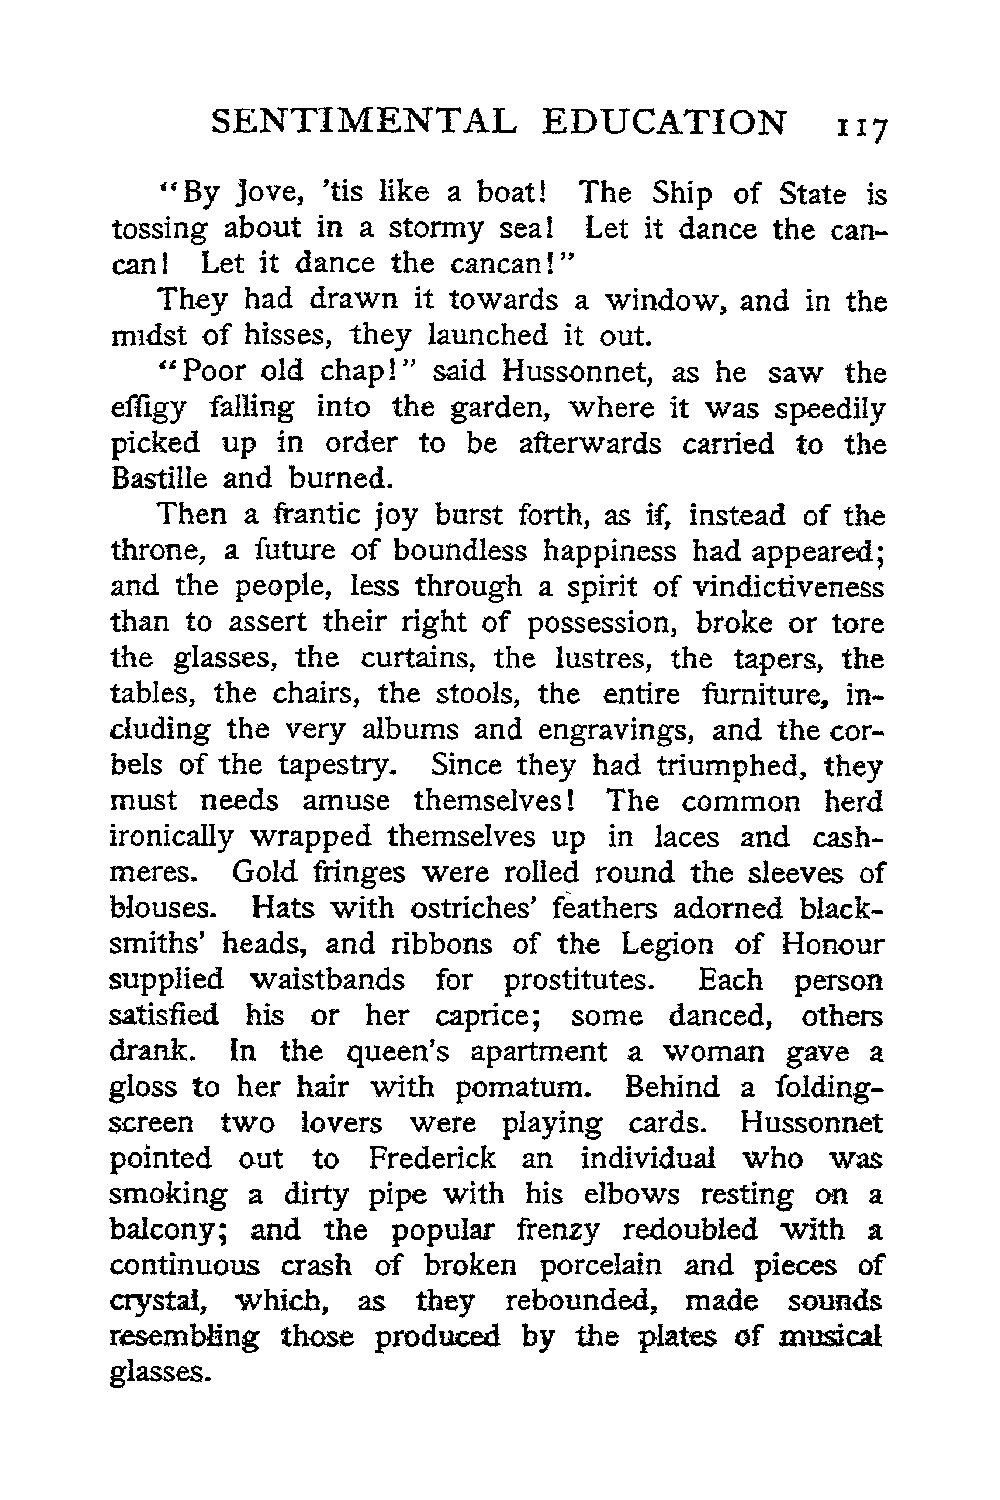 SENTIMENTAL EDUCATION 117
"By Jove, 'tis like a boat! The Ship of State is
tossing about in a stormy sea! Let it dance the can-
can! Let it dance the cancan!"
They had drawn it towards a window, and in the
midst of hisses, they launched it out.
"Poor old chap!" said Hussonnet, as he saw the
effigy falling into the garden, where it was speedily
picked up in order to be afterwards carried to the
Bastille and burned.
Then a frantic joy burst forth, as if, instead of the
throne, a future of boundless happiness had appeared;
and the people, less through a spirit of vindictiveness
than to assert their right of possession, broke or tore
the glasses, the curtains, the lustres, the tapers, the
tables, the chairs, the stools, the entire furniture, in-
cluding the very albums and engravings, and the cor-
bels of the tapestry. Since they had triumphed, they
must needs amuse themselves! The common herd
ironically wrapped themselves up in laces and cash-
meres. Gold fringes were rolled round the sleeves of
blouses. Hats with ostriches' feathers adorned black-
smiths' heads, and ribbons of the Legion of Honour
supplied waistbands for prostitutes. Each person
satisfied his or her caprice; some danced, others
drank. In the queen's apartment a woman gave a
gloss to her hair with pomatum. Behind a folding-
screen two lovers were playing cards. Hussonnet
pointed out to Frederick an individual who was
smoking a dirty pipe with his elbows resting on a
balcony; and the popular frenzy redoubled with a
continuous crash of broken porcelain and pieces of
crystal, which, as they rebounded, made sounds
resembling those produced by the plates of musical
glasses.